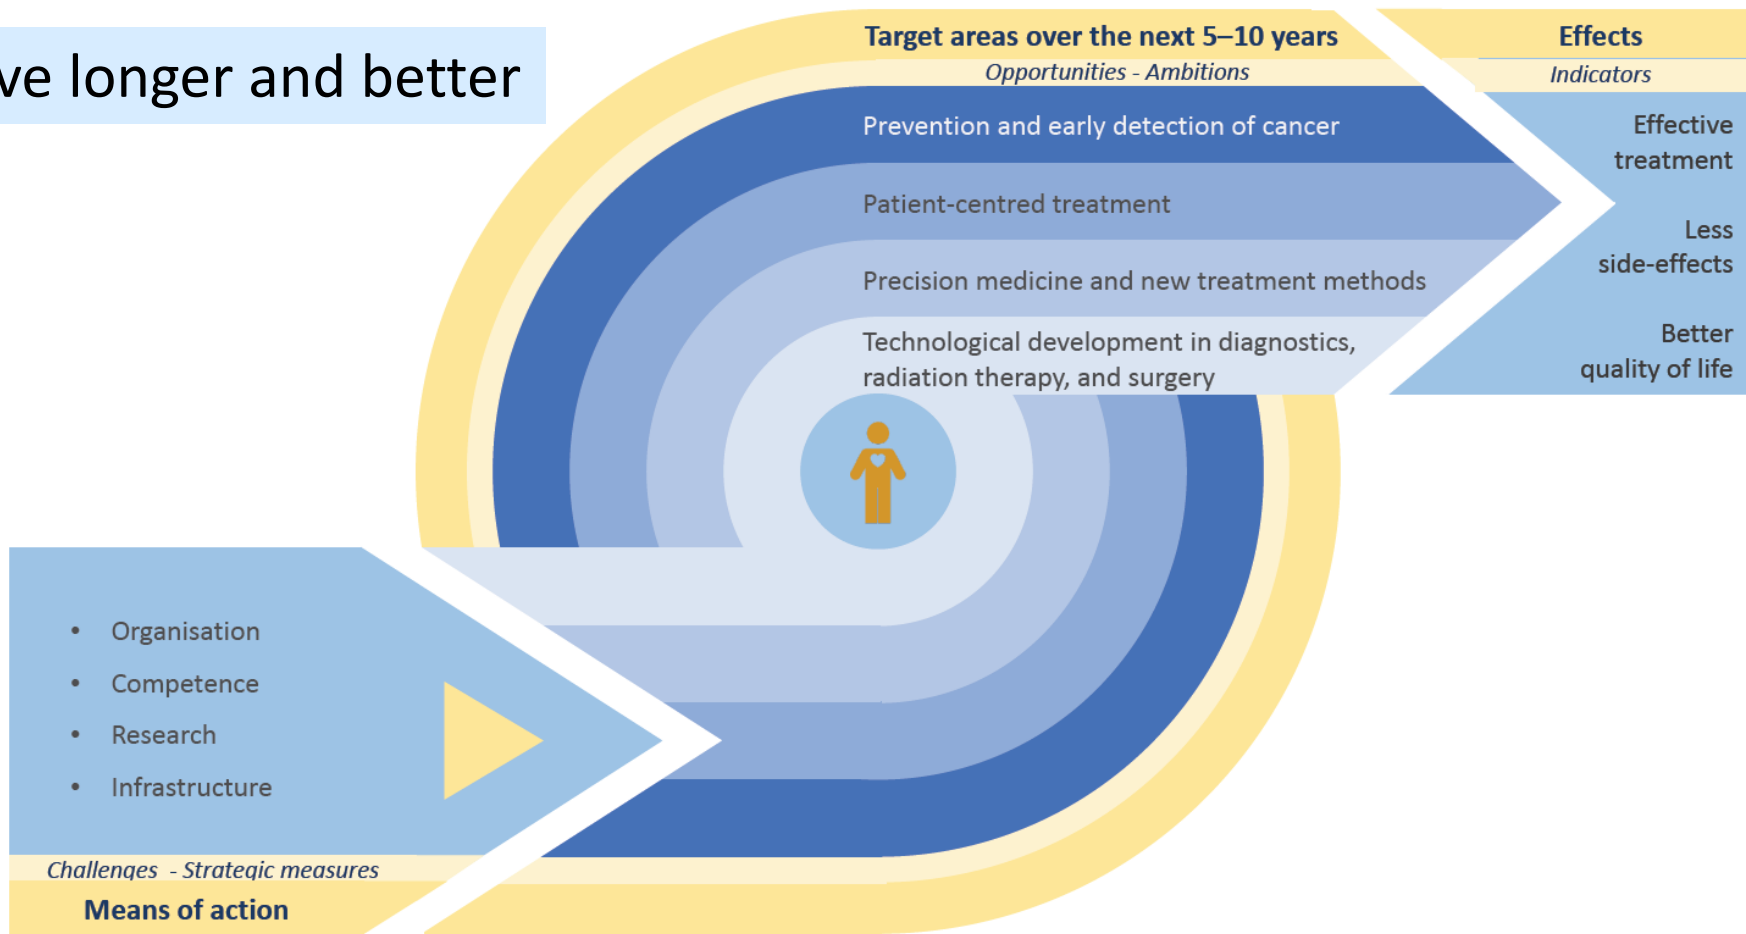 ve longer and better
Target areas over the next 5–10 years
Opportunities - Ambitions
Prevention and early detection of cancer
Patient-centred treatment
Precision medicine and new treatment methods
Technological development in diagnostics,
radiation therapy, and surgery
Effects
Indicators
Effective
treatment
Less
side-effects
Better
quality of life
• Organisation
• Competence
• Research
• Infrastructure
Challenges - Strategic measures
Means of action